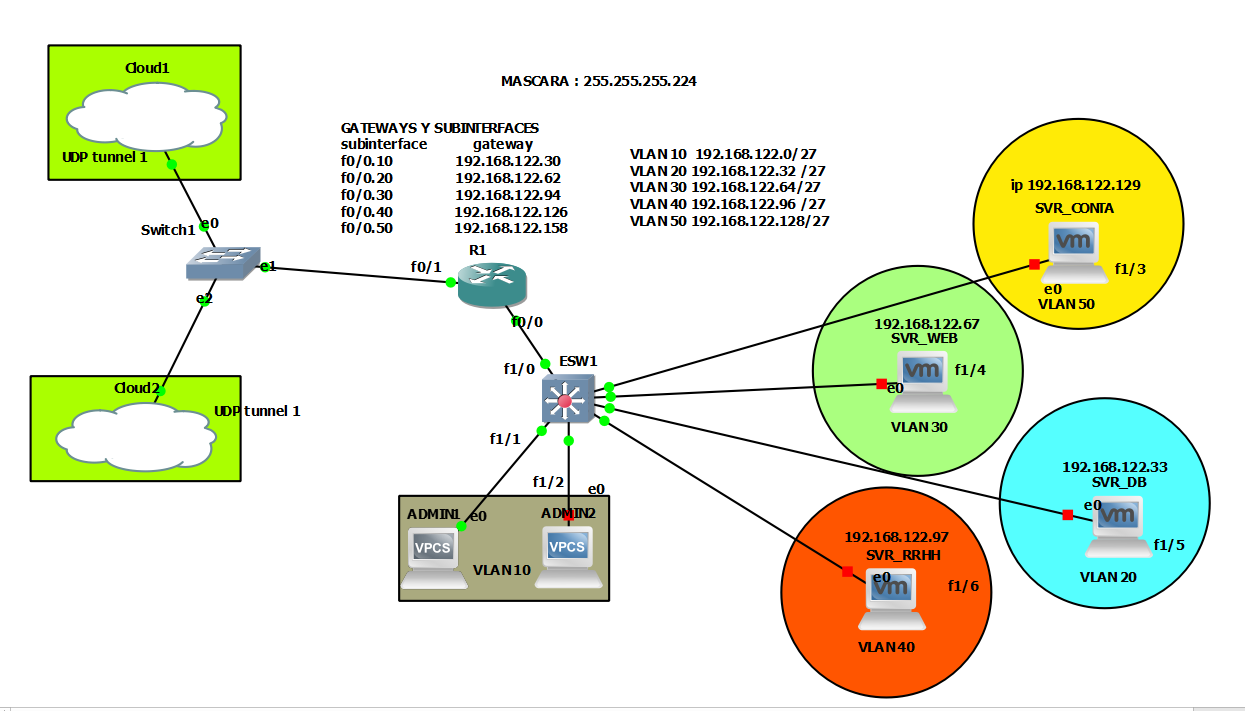 Cloud1
UDP tunnel 1
e0
Switch1
e1
e2
Cloud2
UDP tunnel 1
MASCARA : 255.255.255.224
GATEWAYS Y SUBINTERFACES
subinterface gateway
f0/0.10 192.168.122.30
f0/0.20 192.168.122.62
f0/0.30 192.168.122.94
f0/0.40 192.168.122.126
f0/0.50 192.168.122.158
VLAN 10 192.168.122.0/27
VLAN 20 192.168.122.32 /27
VLAN 30 192.168.122.64/27
VLAN 40 192.168.122.96 /27
VLAN 50 192.168.122.128/27
R1
f0/1
f0/0
ESW1
f1/0
f1/1
f1/2
e0
ADMIN1
e0
ADMIN2
VPCS
VPCS
VLAN 10
ip 192.168.122.129
SVR_CONTA
vm
f1/3
e0
VLAN 50
192.168.122.67
SVR_WEB
vm
f1/4
e0
VLAN 30
192.168.122.33
SVR_DB
e0
vm
f1/5
VLAN 20
192.168.122.97
SVR_RRHH
e0
vm
f1/6
VLAN 40